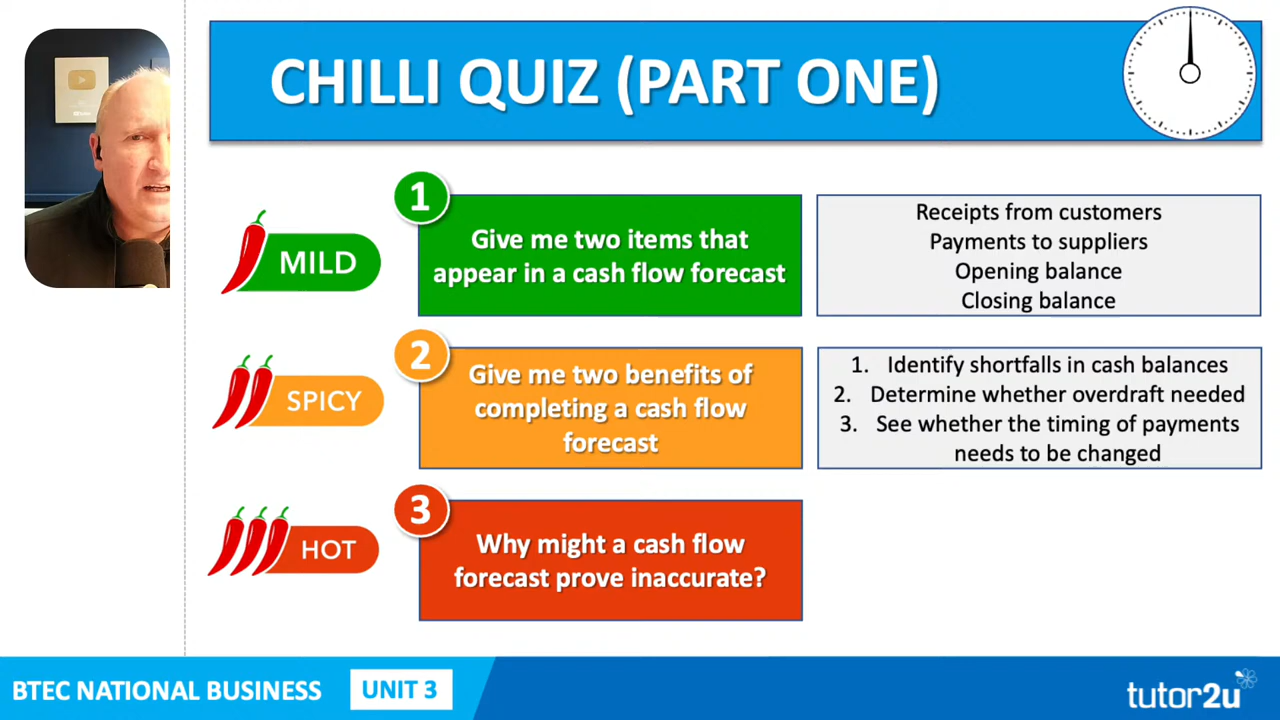 CHILLI QUIZ (PART ONE)
1
MILD
Give me two items that
appear in a cash flow forecast
Receipts from customers
Payments to suppliers
Opening balance
Closing balance
2
SPICY
Give me two benefits of
completing a cash flow
forecast
1. Identify shortfalls in cash balances
2. Determine whether overdraft needed
3. See whether the timing of payments
needs to be changed
3
HOT
Why might a cash flow
forecast prove inaccurate?
BTEC NATIONAL BUSINESS
UNIT 3
tutor2u